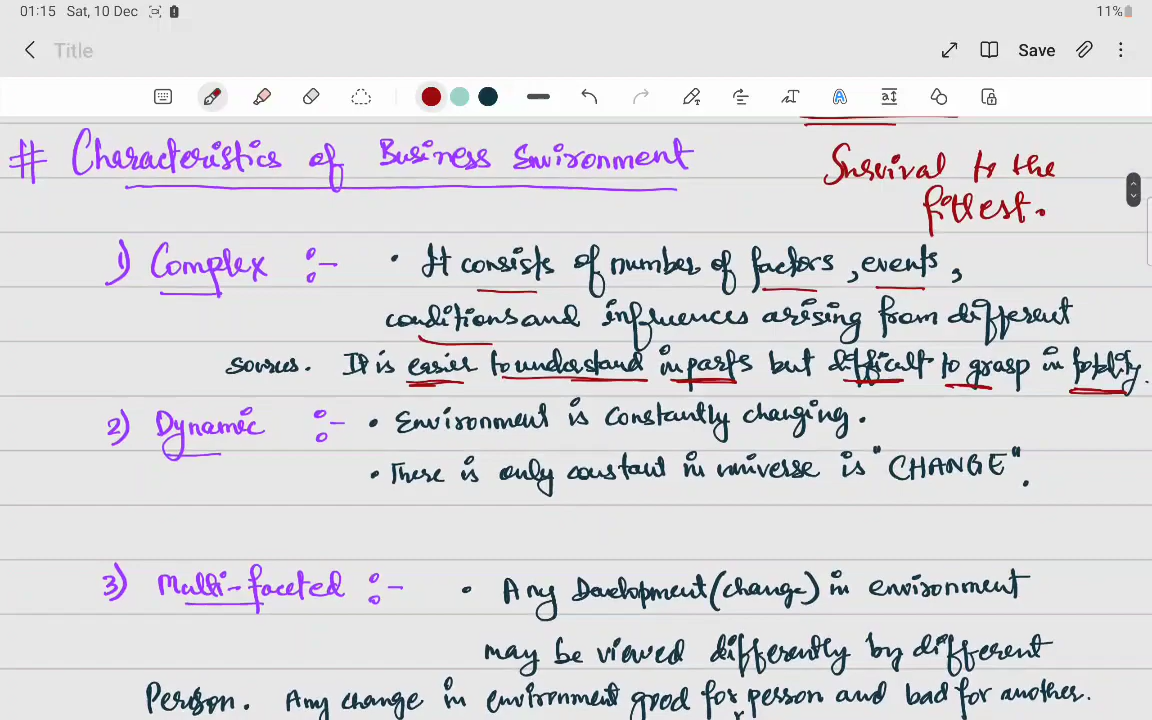 01:15 Sat, 10 Dec
11%
Title
Save
# Characteristics of Business Environment
Survival to the
fittest.
1) Complex :- • It consists of number of factors, events,
conditions and influences arising from different
sources. It is easier to understand in parts but difficult to grasp in totality.
2) Dynamic :- • Environment is constantly changing.
• There is only constant in universe is "CHANGE".
3) Multi-faceted :- • Any Development (change) in environment
may be viewed differently by different
Person. Any change in environment good for person and bad for another.